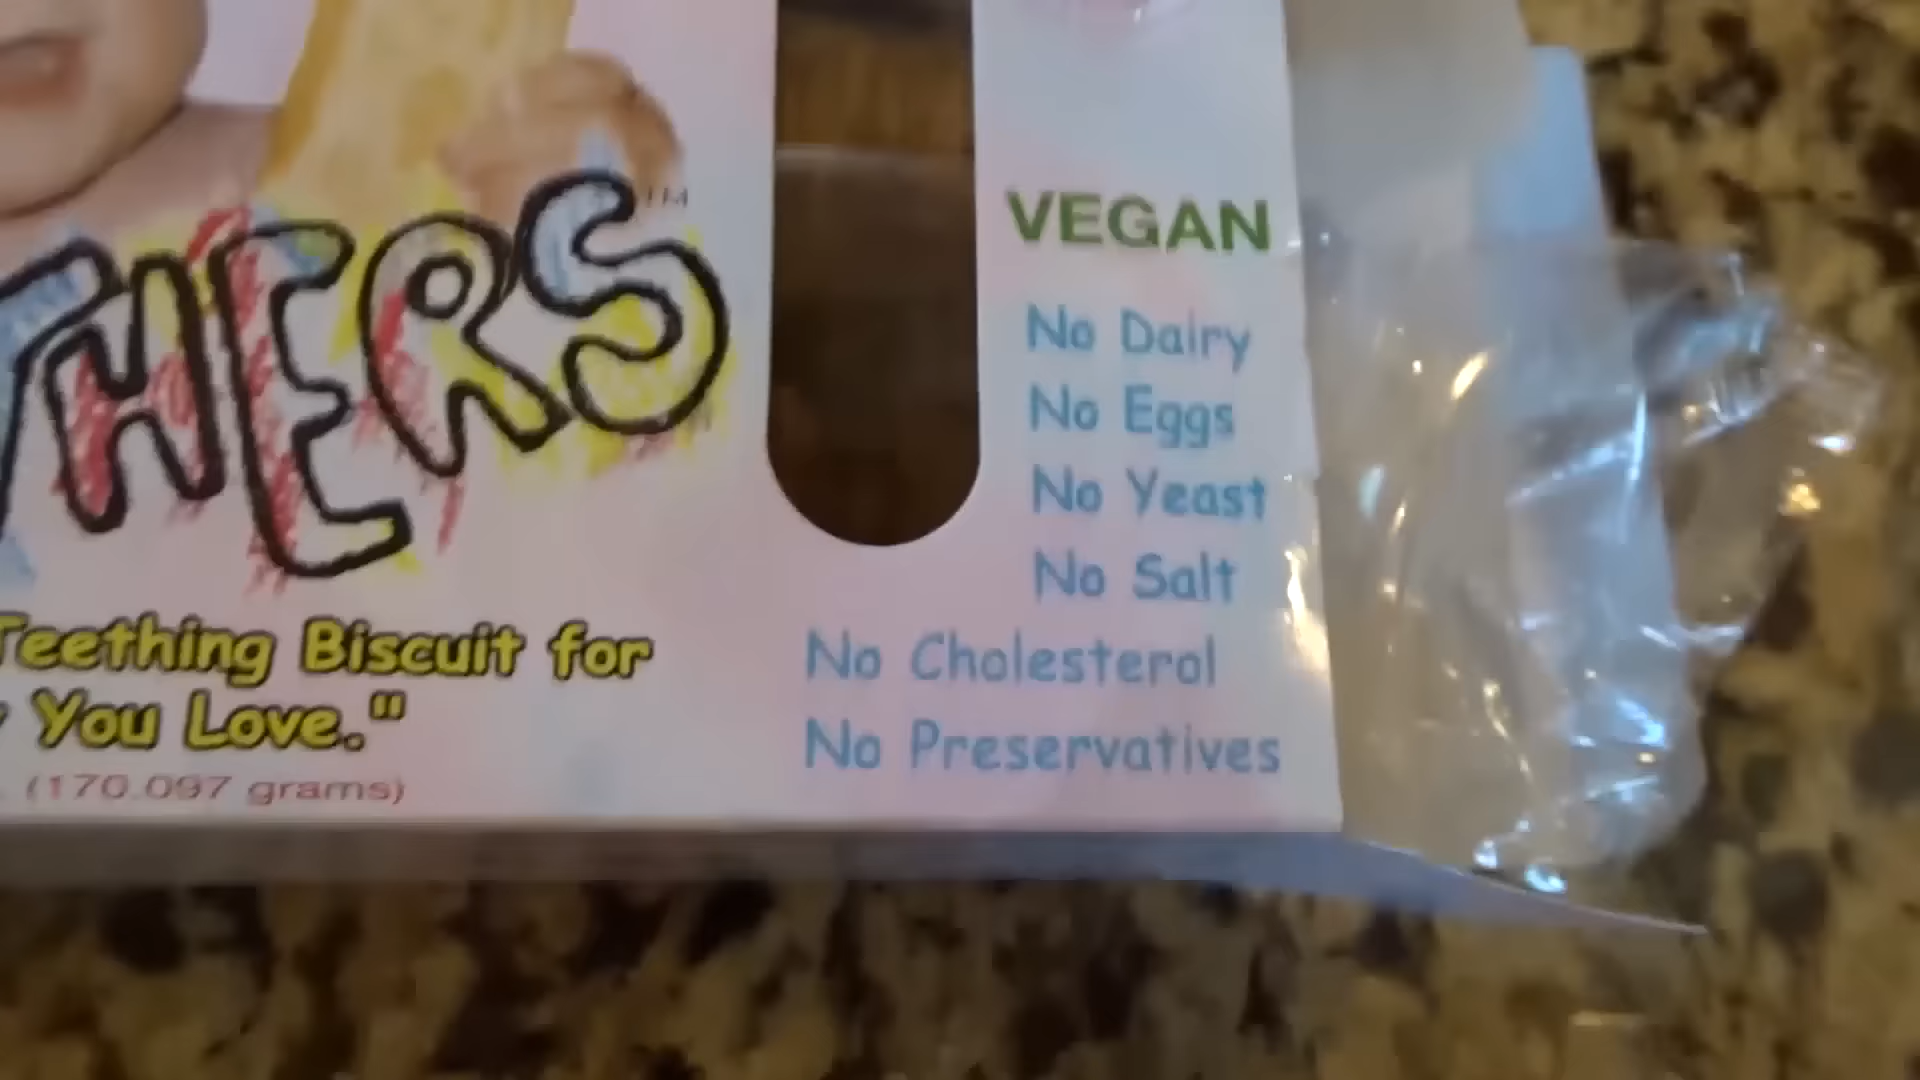 THERS™
Teething Biscuit for
You Love."
(170.097 grams)
VEGAN
No Dairy
No Eggs
No Yeast
No Salt
No Cholesterol
No Preservatives